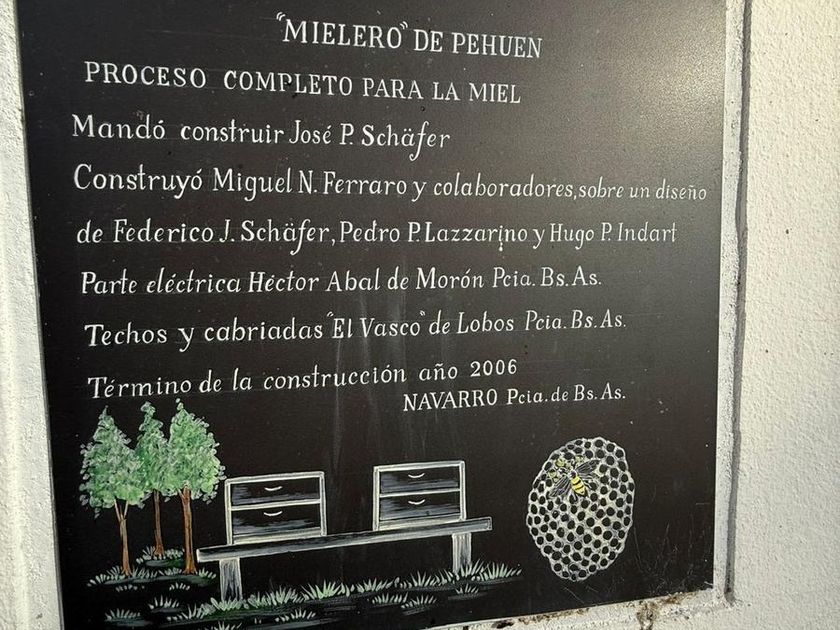 "MIELERO" DE PEHUEN
PROCESO COMPLETO PARA LA MIEL
Mandó construir José P. Schäfer
Construyó Miguel N. Ferraro y colaboradores, sobre un diseño
de Federico J. Schäfer, Pedro P. Lazzarino y Hugo P. Indart
Parte eléctrica Héctor Abal de Morón Pcia. Bs. As.
Techos y cabriadas "El Vasco" de Lobos Pcia. Bs. As.
Término de la construcción año 2006
NAVARRO Pcia. de Bs. As.